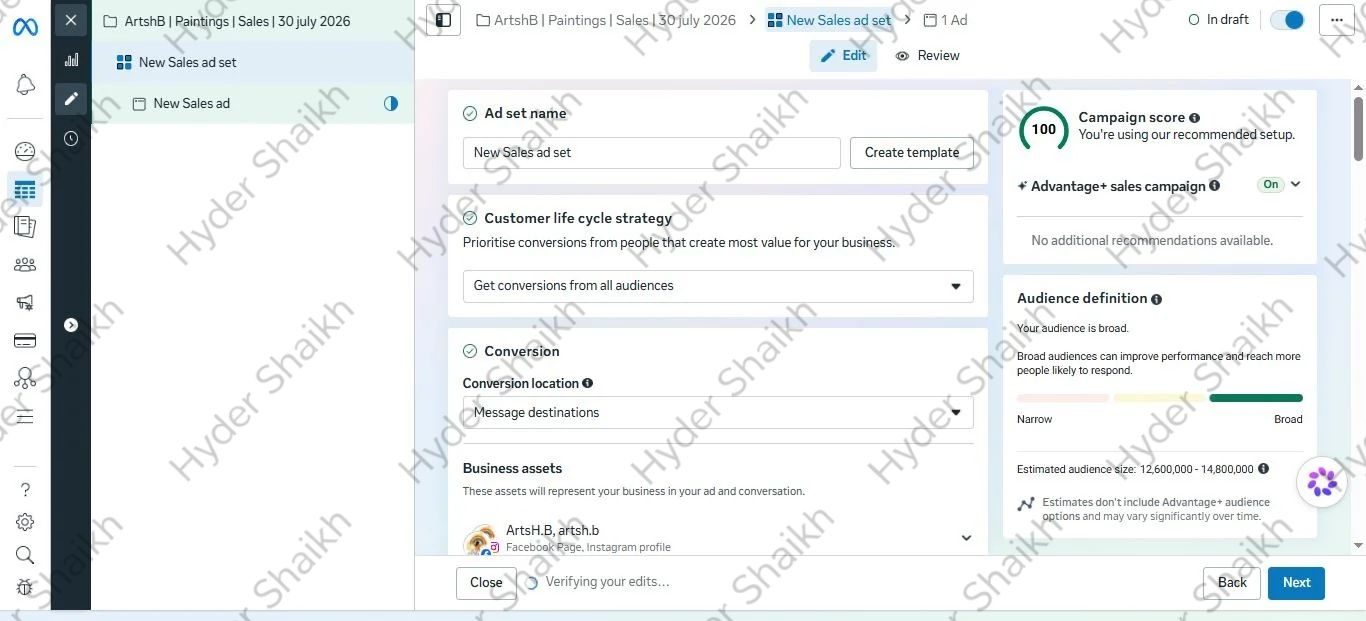 ArtshB | Paintings | Sales | 30 july 2026
New Sales ad set
New Sales ad
ArtshB | Paintings | Sales | 30 july 2026 > New Sales ad set > 1 Ad
In draft
Edit
Review
Ad set name
New Sales ad set
Create template
Customer life cycle strategy
Prioritise conversions from people that create most value for your business.
Get conversions from all audiences
Conversion
Conversion location
Message destinations
Business assets
These assets will represent your business in your ad and conversation.
ArtsH.B, artsh.b
Facebook Page, Instagram profile
Close
Verifying your edits...
Back
Next
100
Campaign score
You're using our recommended setup.
Advantage+ sales campaign
On
No additional recommendations available.
Audience definition
Your audience is broad.
Broad audiences can improve performance and reach more
people likely to respond.
Narrow
Broad
Estimated audience size: 12,600,000 - 14,800,000
Estimates don't include Advantage+ audience
options and may vary significantly over time.
Hyder Shaikh